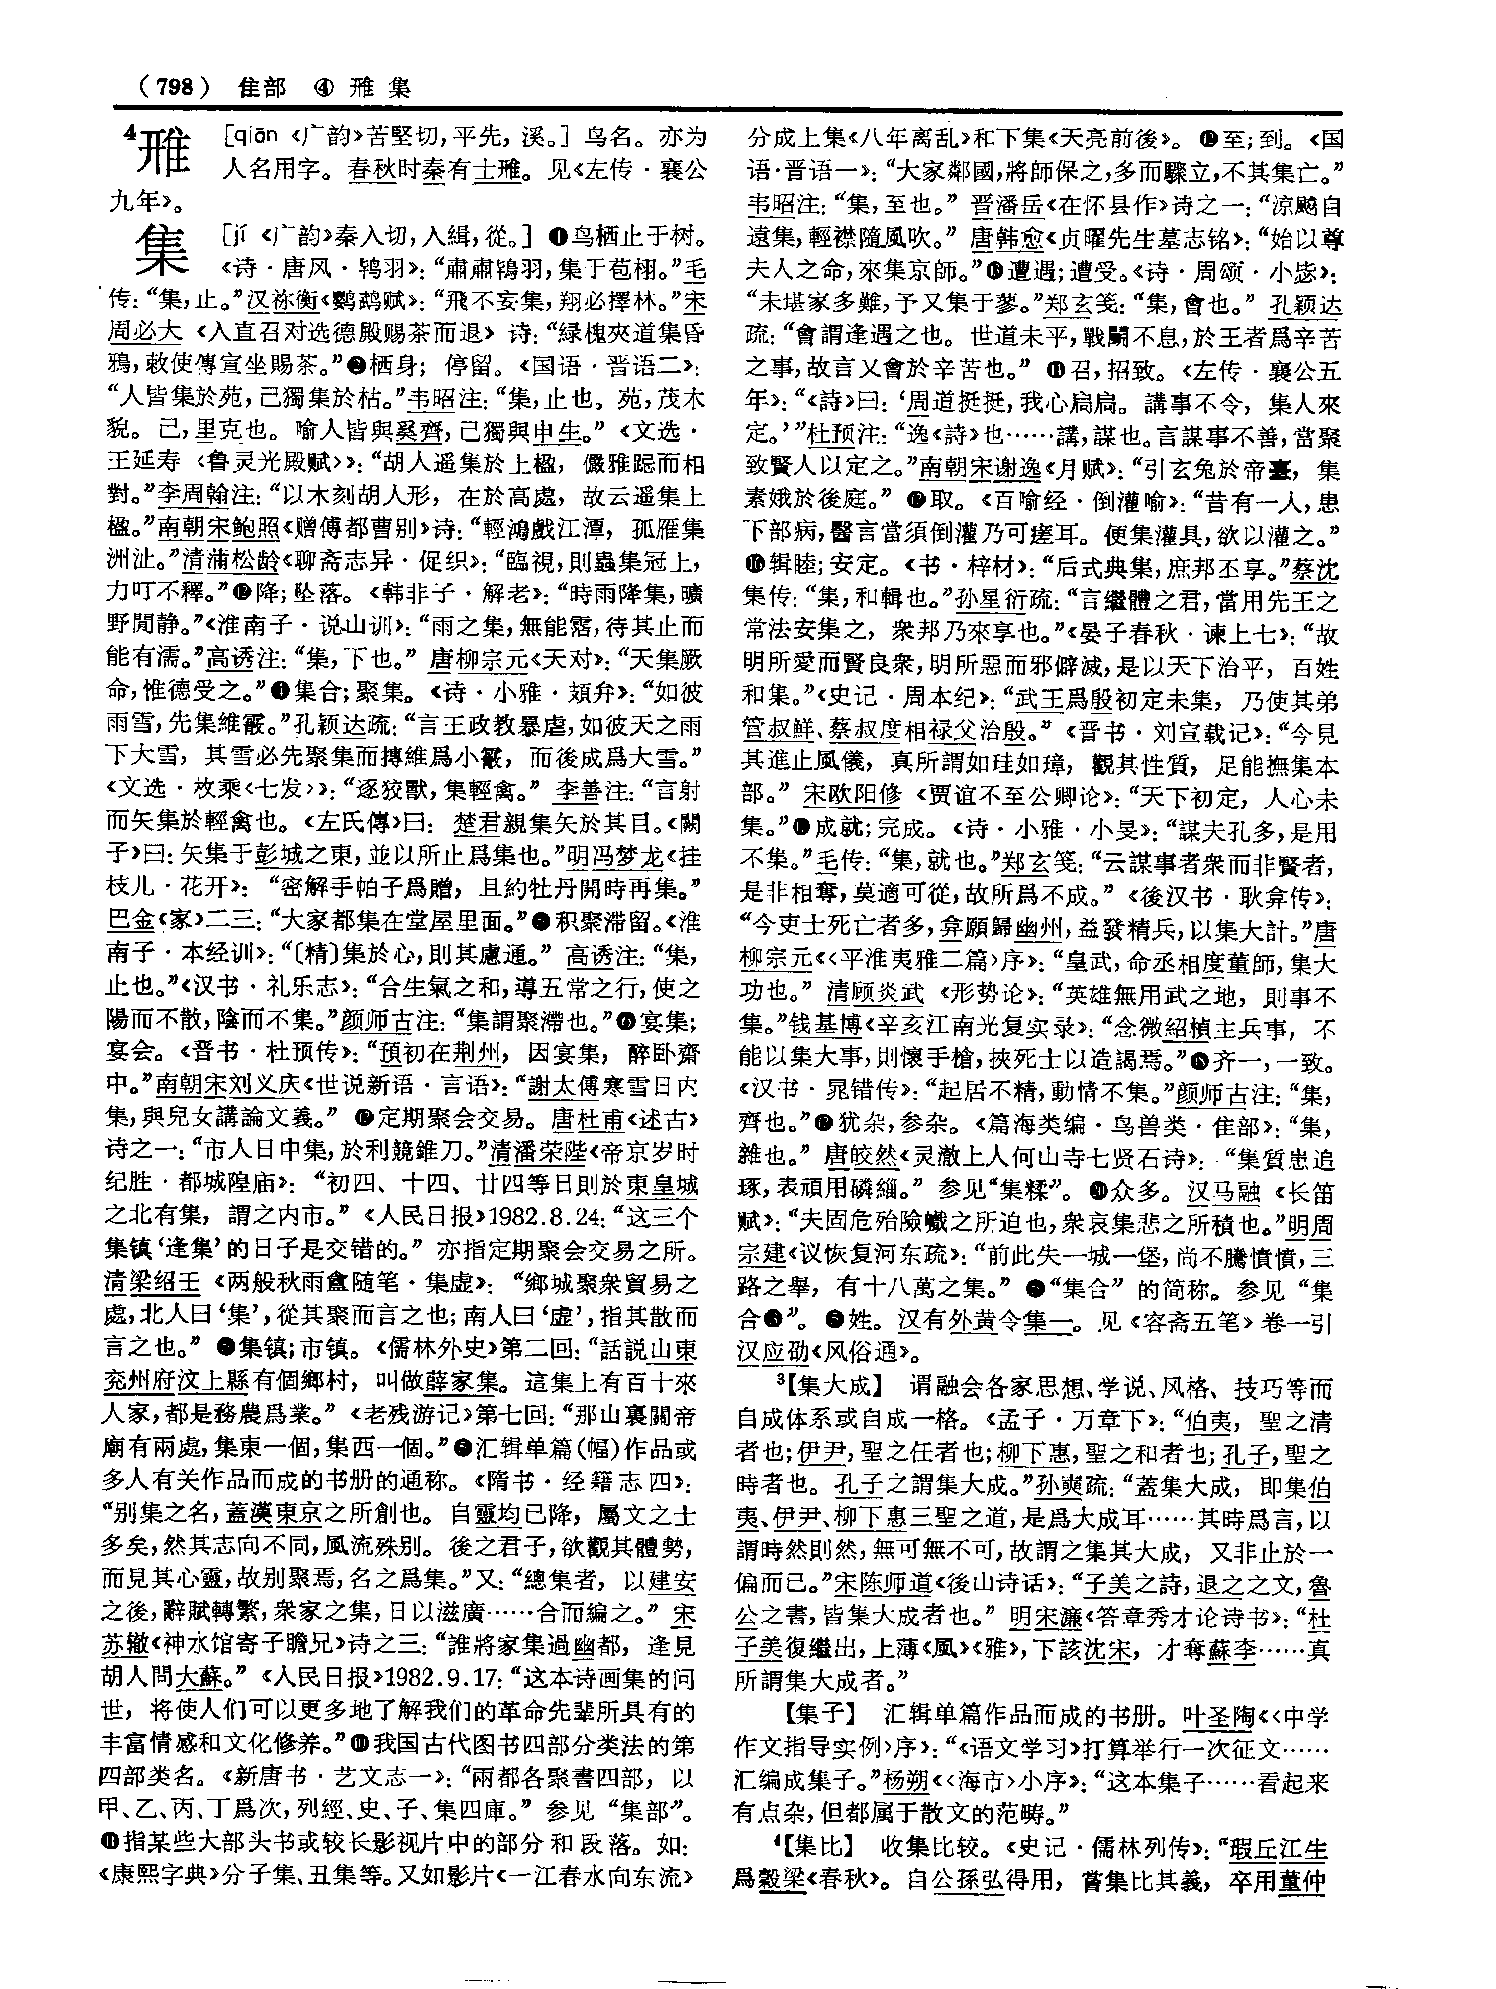 （798） 隹部 ④ 雃 集
4雃 ［qiān《广韵》苦堅切，平先，溪。］鸟名。亦为
人名用字。春秋时秦有士雃。见《左传·襄公
九年》。
集 ［jí《广韵》秦入切，入緝，從。］❶鸟栖止于树。
《诗·唐风·鸨羽》：“肅肅鴇羽，集于苞栩。”毛
传：“集，止。”汉祢衡《鹦鹉赋》：“飛不妄集，翔必擇林。”宋
周必大《入直召对选德殿赐茶而退》诗：“緑槐夾道集昏
鴉，敕使傳宣坐賜茶。”❷栖身；停留。《国语·晋语二》：
“人皆集於苑，己獨集於枯。”韦昭注：“集，止也。苑，茂木
貌。己，里克也。喻人皆與奚齊，己獨與申生。”《文选·
王延寿〈鲁灵光殿赋〉》：“胡人遥集於上楹，儼雅跽而相
對。”李周翰注：“以木刻胡人形，在於高處，故云遥集上
楹。”南朝宋鲍照《赠傅都曹别》诗：“輕鴻戲江潭，孤雁集
洲沚。”清蒲松龄《聊斋志异·促织》：“臨視，則蟲集冠上，
力叮不釋。”❸降；坠落。《韩非子·解老》：“時雨降集，曠
野閒静。”《淮南子·说山训》：“雨之集，無能霑，待其止而
能有濡。”高诱注：“集，下也。”唐柳宗元《天对》：“天集厥
命，惟德受之。”❹集合；聚集。《诗·小雅·頍弁》：“如彼
雨雪，先集維霰。”孔颖达疏：“言王政教暴虐，如彼天之雨
下大雪，其雪必先聚集而摶維爲小霰，而後成爲大雪。”
《文选·枚乘〈七发〉》：“逐狡獸，集輕禽。”李善注：“言射
而矢集於輕禽也。《左氏傳》曰：楚君親集矢於其目。《闕
子》曰：矢集于彭城之東，並以所止爲集也。”明冯梦龙《挂
枝儿·花开》：“密解手帕子爲贈，且約牡丹開時再集。”
巴金《家》二三：“大家都集在堂屋里面。”❺积聚滞留。《淮
南子·本经训》：“〔精〕集於心，則其慮通。”高诱注：“集，
止也。”《汉书·礼乐志》：“合生氣之和，導五常之行，使之
陽而不散，陰而不集。”颜师古注：“集謂聚滯也。”❻宴集；
宴会。《晋书·杜预传》：“預初在荆州，因宴集，醉卧齋
中。”南朝宋刘义庆《世说新语·言语》：“謝太傅寒雪日内
集，與兒女講論文義。”❼定期聚会交易。唐杜甫《述古》
诗之一：“市人日中集，於利競錐刀。”清潘荣陛《帝京岁时
纪胜·都城隍庙》：“初四、十四、廿四等日則於東皇城
之北有集，謂之内市。”《人民日报》1982.8.24：“这三个
集镇‘逢集’的日子是交错的。”亦指定期聚会交易之所。
清梁绍壬《两般秋雨盦随笔·集虚》：“鄉城聚衆貿易之
處，北人曰‘集’，從其聚而言之也；南人曰‘虚’，指其散而
言之也。”❽集镇；市镇。《儒林外史》第二回：“話説山東
兖州府汶上縣有個鄉村，叫做薛家集。這集上有百十來
人家，都是務農爲業。”《老残游记》第七回：“那山裏關帝
廟有兩處，集東一個，集西一個。”❾汇辑单篇（幅）作品或
多人有关作品而成的书册的通称。《隋书·经籍志四》：
“别集之名，蓋漢東京之所創也。自靈均已降，屬文之士
多矣，然其志向不同，風流殊别。後之君子，欲觀其體勢，
而見其心靈，故别聚焉，名之爲集。”又：“總集者，以建安
之後，辭賦轉繁，衆家之集，日以滋廣……合而編之。”宋
苏辙《神水馆寄子瞻兄》诗之三：“誰將家集過幽都，逢見
胡人問大蘇。”《人民日报》1982.9.17：“这本诗画集的问
世，将使人们可以更多地了解我们的革命先辈所具有的
丰富情感和文化修养。”❿我国古代图书四部分类法的第
四部类名。《新唐书·艺文志一》：“兩都各聚書四部，以
甲、乙、丙、丁爲次，列經、史、子、集四庫。”参见“集部”。
⓫指某些大部头书或较长影视片中的部分和段落。如：
《康熙字典》分子集、丑集等。又如影片《一江春水向东流》
分成上集《八年离乱》和下集《天亮前後》。⓬至；到。《国
语·晋语一》：“大家鄰國，將師保之，多而驟立，不其集亡。”
韦昭注：“集，至也。”晋潘岳《在怀县作》诗之一：“涼飈自
遠集，輕襟隨風吹。”唐韩愈《贞曜先生墓志铭》：“始以尊
夫人之命，來集京師。”⓭遭遇；遭受。《诗·周颂·小毖》：
“未堪家多難，予又集于蓼。”郑玄笺：“集，會也。”孔颖达
疏：“會謂逢遇之也。世道未平，戰鬭不息，於王者爲辛苦
之事，故言又會於辛苦也。”⓮召，招致。《左传·襄公五
年》：“《詩》曰：‘周道挺挺，我心扃扃。講事不令，集人來
定。’”杜预注：“逸《詩》也……講，謀也。言謀事不善，當聚
致賢人以定之。”南朝宋谢逸《月赋》：“引玄兔於帝臺，集
素娥於後庭。”⓯取。《百喻经·倒灌喻》：“昔有一人，患
下部病，醫言當須倒灌乃可瘥耳。便集灌具，欲以灌之。”
⓰辑睦；安定。《书·梓材》：“后式典集，庶邦丕享。”蔡沈
集传：“集，和輯也。”孙星衍疏：“言繼體之君，當用先王之
常法安集之，衆邦乃來享也。”《晏子春秋·谏上七》：“故
明所愛而賢良衆，明所惡而邪僻滅，是以天下治平，百姓
和集。”《史记·周本纪》：“武王爲殷初定未集，乃使其弟
管叔鮮、蔡叔度相禄父治殷。”《晋书·刘宣载记》：“今見
其進止風儀，真所謂如珪如璋，觀其性質，足能撫集本
部。”宋欧阳修《贾谊不至公卿论》：“天下初定，人心未
集。”⓱成就；完成。《诗·小雅·小旻》：“謀夫孔多，是用
不集。”毛传：“集，就也。”郑玄笺：“云謀事者衆而非賢者，
是非相奪，莫適可從，故所爲不成。”《後汉书·耿弇传》：
“今吏士死亡者多，弇願歸幽州，益發精兵，以集大計。”唐
柳宗元《〈平淮夷雅二篇〉序》：“皇武，命丞相度董師，集大
功也。”清顾炎武《形势论》：“英雄無用武之地，則事不
集。”钱基博《辛亥江南光复实录》：“念微紹楨主兵事，不
能以集大事，則懷手槍，挾死士以造謁焉。”⓲齐一，一致。
《汉书·晁错传》：“起居不精，動情不集。”颜师古注：“集，
齊也。”⓳犹杂，参杂。《篇海类编·鸟兽类·隹部》：“集，
雜也。”唐皎然《灵澈上人何山寺七贤石诗》：“集質患追
琢，表頑用磷緇。”参见“集糅”。⓴众多。汉马融《长笛
赋》：“夫固危殆險巇之所迫也，衆哀集悲之所積也。”明周
宗建《议恢复河东疏》：“前此失一城一堡，尚不騰憤憤，三
路之舉，有十八萬之集。”㉑“集合”的简称。参见“集
合❸”。㉒姓。汉有外黄令集一。见《容斋五笔》卷一引
汉应劭《风俗通》。
3【集大成】 谓融会各家思想、学说、风格、技巧等而
自成体系或自成一格。《孟子·万章下》：“伯夷，聖之清
者也；伊尹，聖之任者也；柳下惠，聖之和者也；孔子，聖之
時者也。孔子之謂集大成。”孙奭疏：“蓋集大成，即集伯
夷、伊尹、柳下惠三聖之道，是爲大成耳……其時爲言，以
謂時然則然，無可無不可，故謂之集其大成，又非止於一
偏而已。”宋陈师道《後山诗话》：“子美之詩，退之之文，魯
公之書，皆集大成者也。”明宋濂《答章秀才论诗书》：“杜
子美復繼出，上薄《風》《雅》，下該沈宋，才奪蘇李……真
所謂集大成者。”
【集子】 汇辑单篇作品而成的书册。叶圣陶《〈中学
作文指导实例〉序》：“《语文学习》打算举行一次征文……
汇编成集子。”杨朔《〈海市〉小序》：“这本集子……看起来
有点杂，但都属于散文的范畴。”
4【集比】 收集比较。《史记·儒林列传》：“瑕丘江生
爲穀梁《春秋》。自公孫弘得用，嘗集比其義，卒用董仲